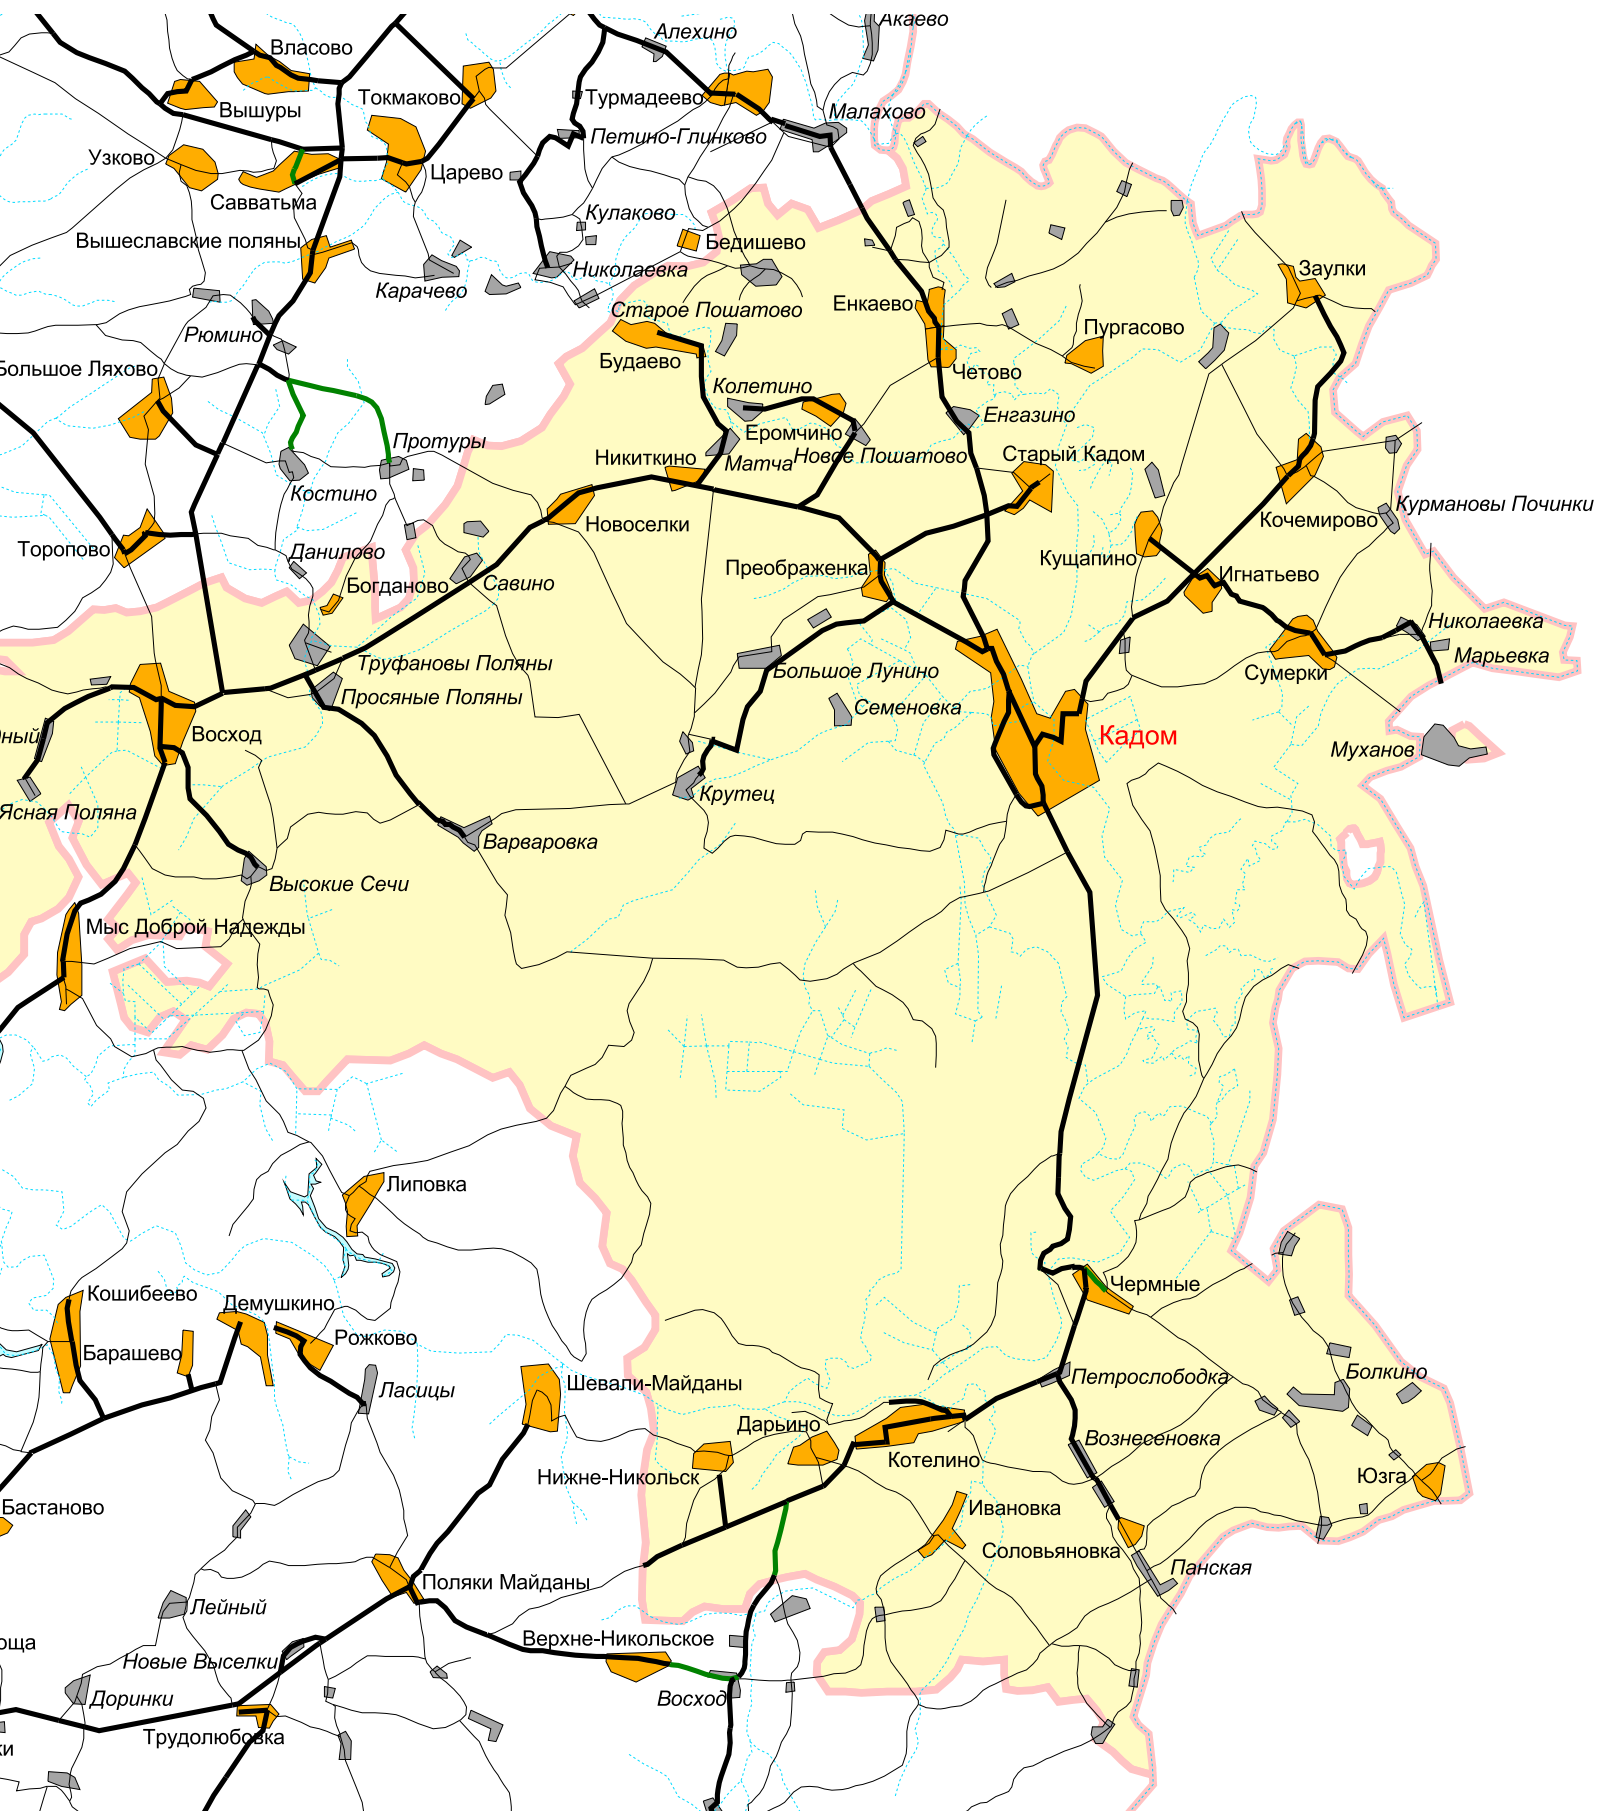 Акаево
Алехино
Власово
Токмаково
Турмадеево
Вышуры
Малахово
Петино-Глинково
Узково
Царево
Савватьма
Кулаково
Вышеславские поляны
Бедишево
Николаевка
Заулки
Карачево
Старое Пошатово
Енкаево
Пургасово
Рюмино
Будаево
Большое Ляхово
Четово
Колетино
Енгазино
Еромчино
Протуры
Никиткино
Матча
Новое Пошатово
Старый Кадом
Костино
Курмановы Починки
Новоселки
Кочемирово
Торопово
Данилово
Кущапино
Преображенка
Игнатьево
Богданово
Савино
Николаевка
Труфановы Поляны
Большое Лунино
Марьевка
Сумерки
Просяные Поляны
Семеновка
Восход
ный
Кадом
Муханов
Крутец
Ясная Поляна
Варваровка
Высокие Сечи
Мыс Доброй Надежды
Липовка
Чермные
Кошибеево
Демушкино
Рожково
Барашево
Болкино
Петрослободка
Шевали-Майданы
Ласицы
Дарьино
Вознесеновка
Котелино
Нижне-Никольск
Юзга
Бастаново
Ивановка
Соловьяновка
Панская
Поляки Майданы
Лейный
Верхне-Никольское
оща
Новые Выселки
Доринки
Восход
Трудолюбовка
ки